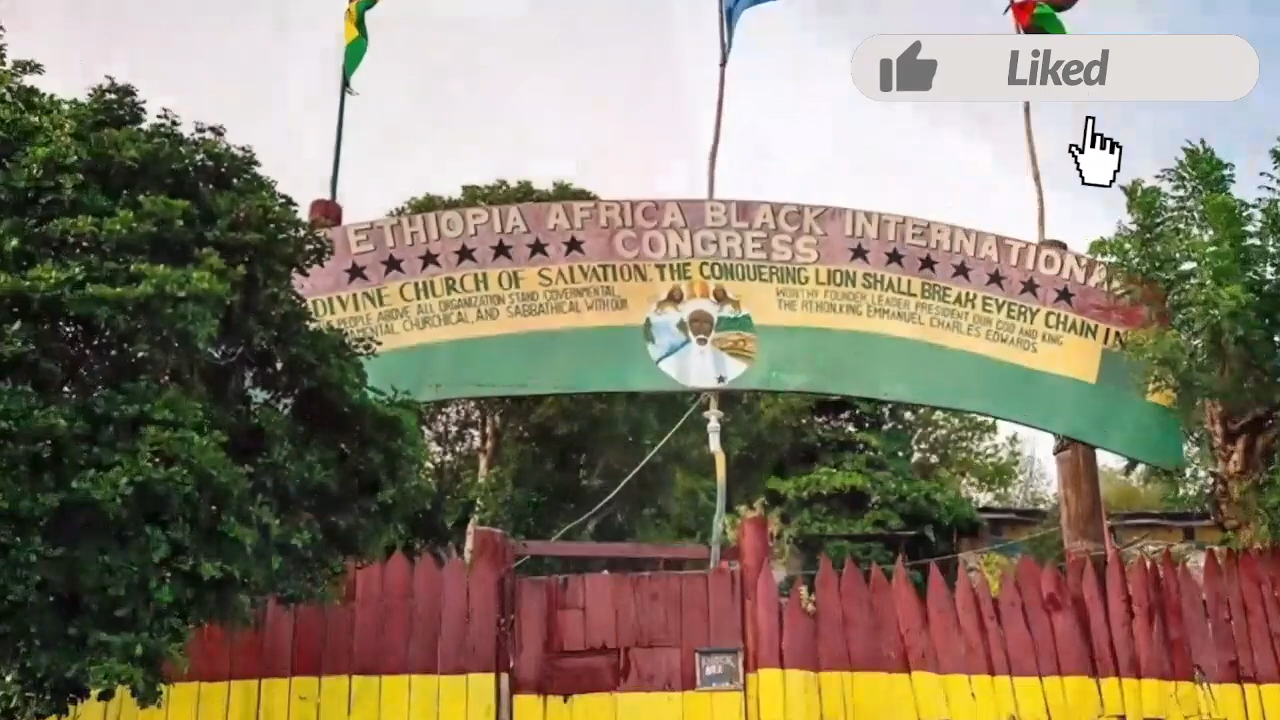 Liked
ETHIOPIA AFRICA BLACK INTERNATIONAL
CONGRESS
DIVINE CHURCH OF SALVATION. THE CONQUERING LION SHALL BREAK EVERY CHAIN IN
PEOPLE ABOVE ALL ORGANIZATION STAND GOVERNMENTAL,
CHURCHICAL, AND SABBATHICAL WITH OUR
WORTHY FOUNDER, LEADER PRESIDENT OUR GOD AND KING
THE RTHON.KING EMMANUEL CHARLES EDWARDS.